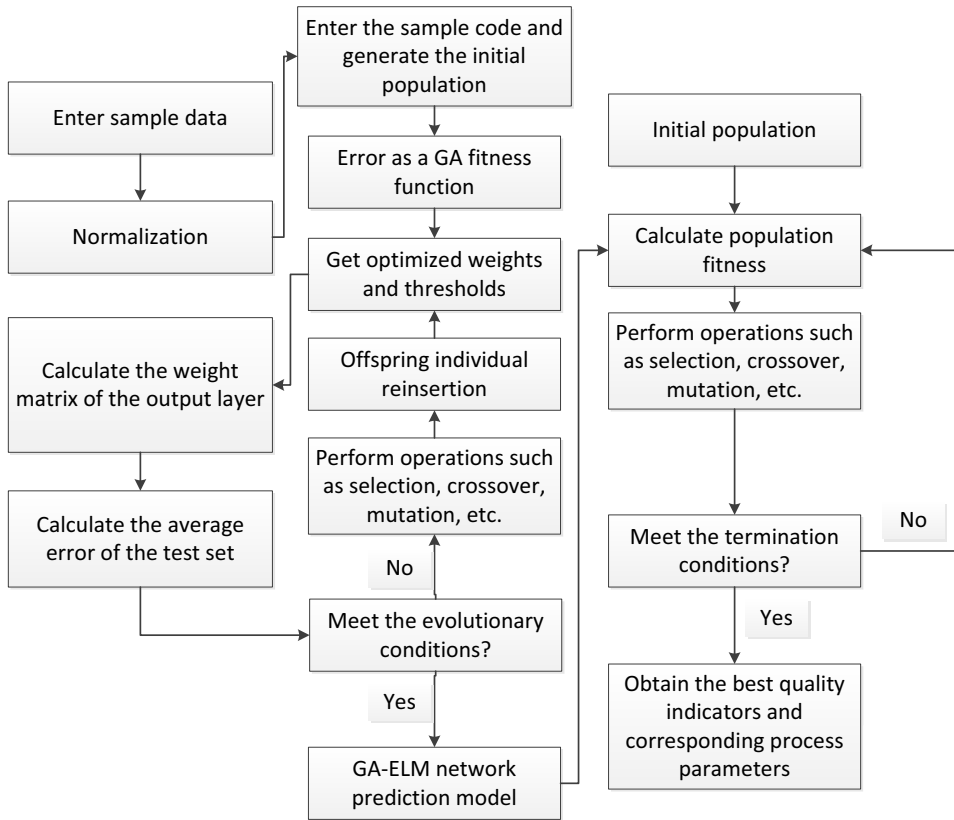 Enter sample data
Normalization
Enter the sample code and
generate the initial
population
Error as a GA fitness
function
Get optimized weights
and thresholds
Calculate the weight
matrix of the output layer
Calculate the average
error of the test set
Offspring individual
reinsertion
Perform operations such
as selection, crossover,
mutation, etc.
No
Meet the evolutionary
conditions?
Yes
GA-ELM network
prediction model
Initial population
Calculate population
fitness
Perform operations such
as selection, crossover,
mutation, etc.
Meet the termination
conditions?
No
Yes
Obtain the best quality
indicators and
corresponding process
parameters